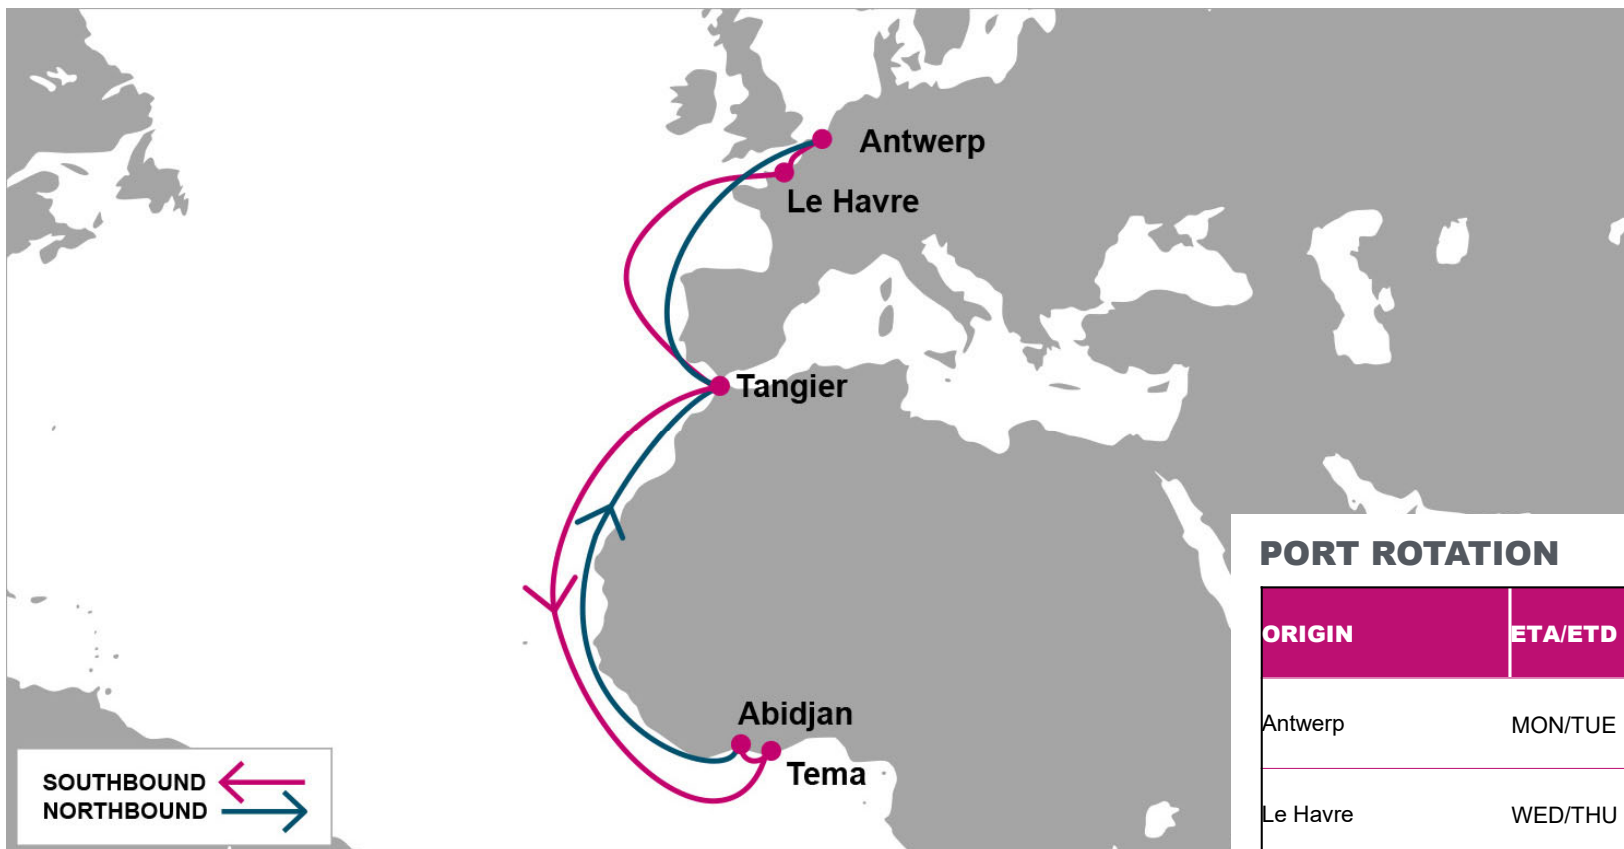 Antwerp
Le Havre
Tangier
Abidjan
Tema
SOUTHBOUND
NORTHBOUND
PORT ROTATION
ORIGIN ETA/ETD
Antwerp MON/TUE
Le Havre WED/THU